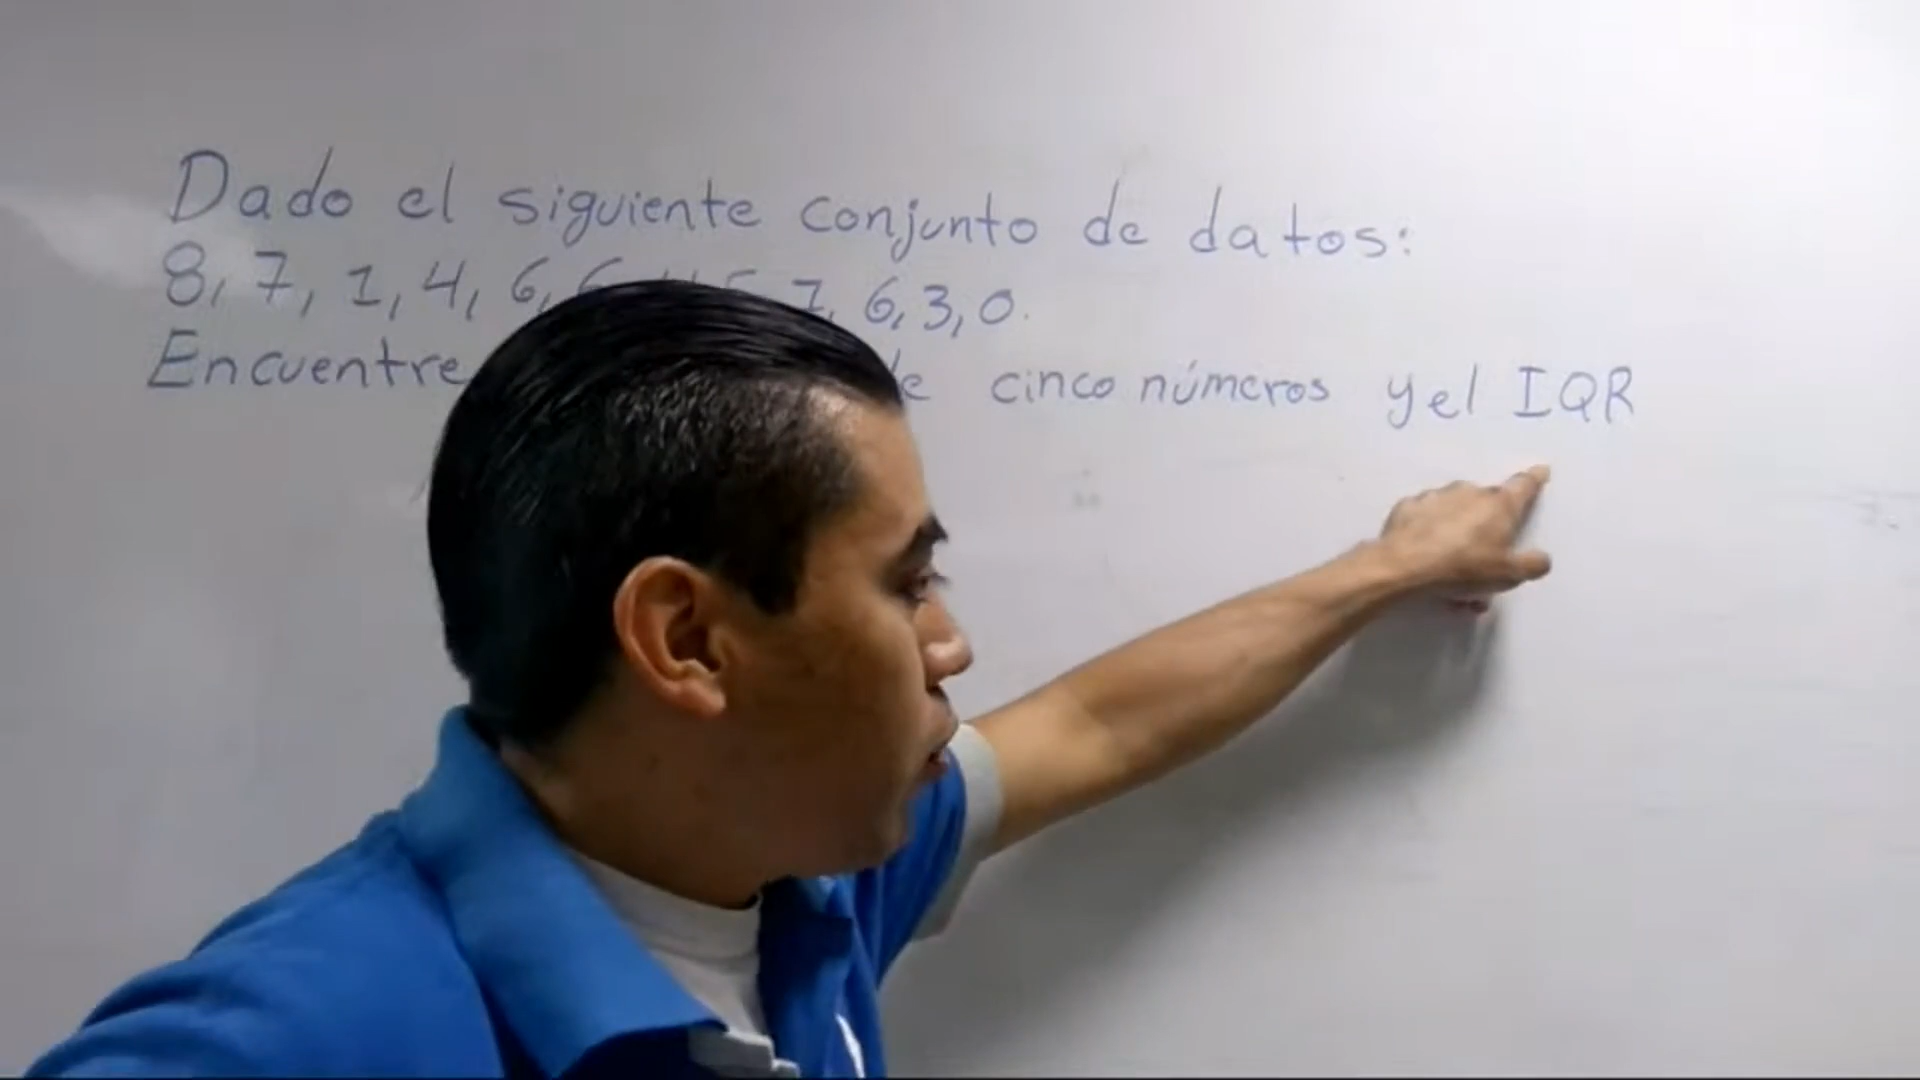 Dado el siguiente conjunto de datos:
8, 7, 1, 4, 6, 6, 6, 3, 0.
Encuentre cinco números y el IQR